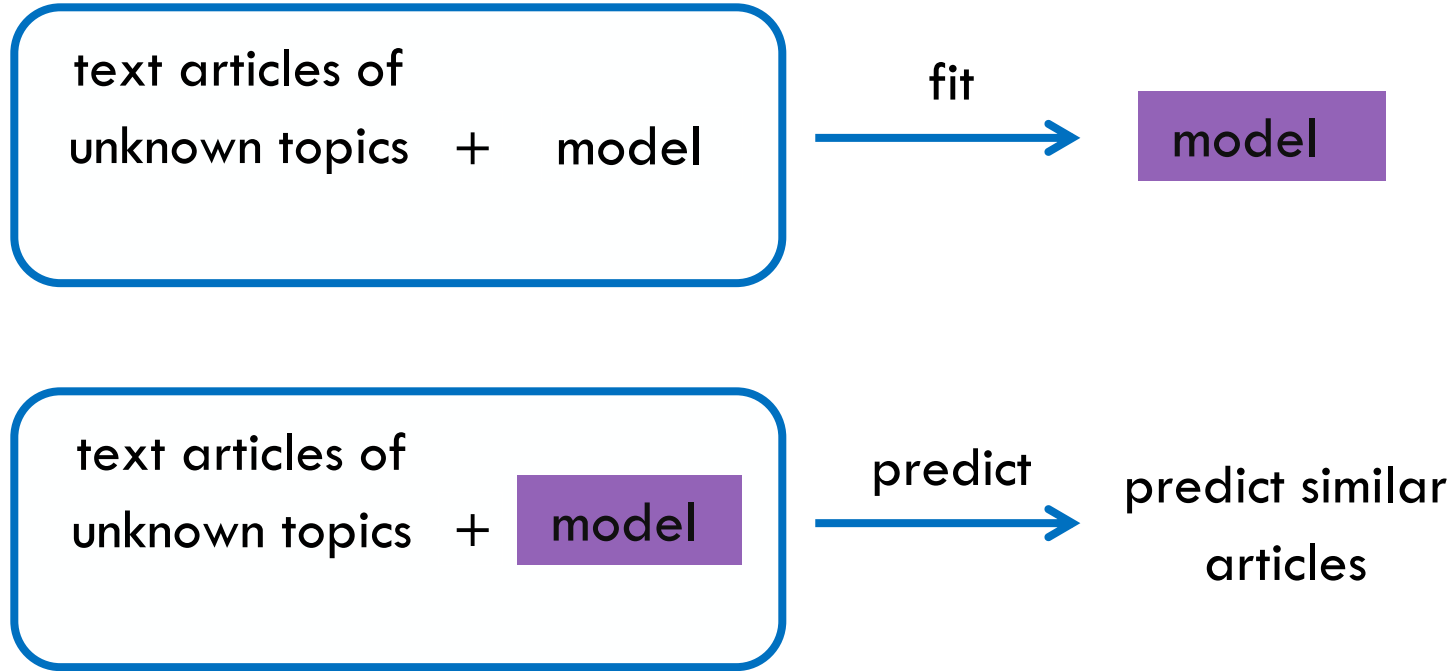 text articles of
unknown topics + model
fit
model
text articles of
unknown topics + model
predict
predict similar
articles